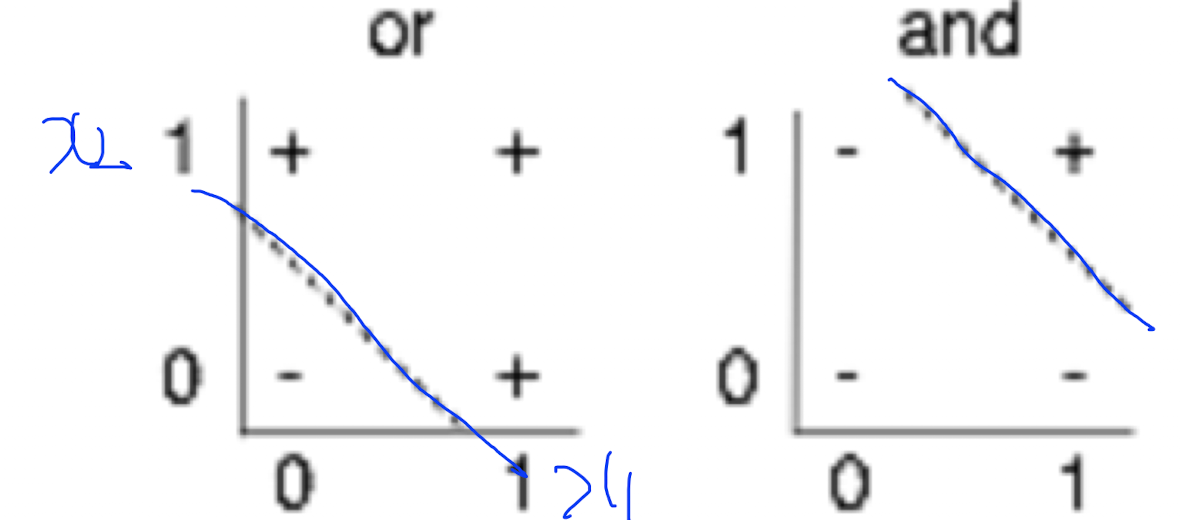 or and
x₂ 1 + + 1 - +
0 - + 0 - -
0 1 x₁ 0 1